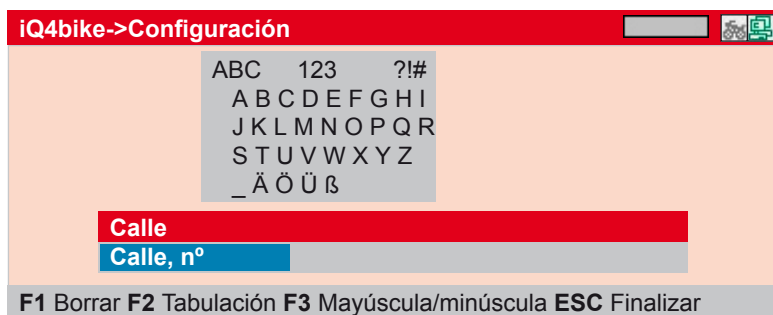 iQ4bike->Configuración
ABC 123 ?!#
A B C D E F G H I
J K L M N O P Q R
S T U V W X Y Z
_ Ä Ö Ü ß
Calle
Calle, nº
F1 Borrar F2 Tabulación F3 Mayúscula/minúscula ESC Finalizar